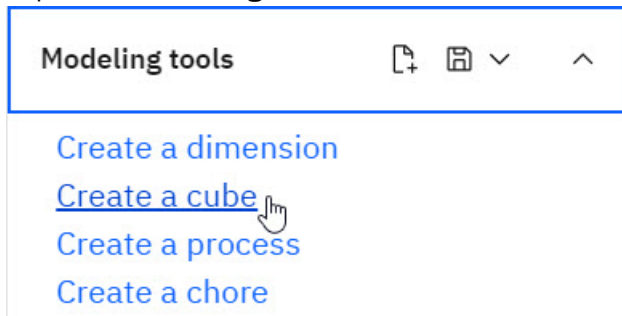 Modeling tools
Create a dimension
Create a cube
Create a process
Create a chore